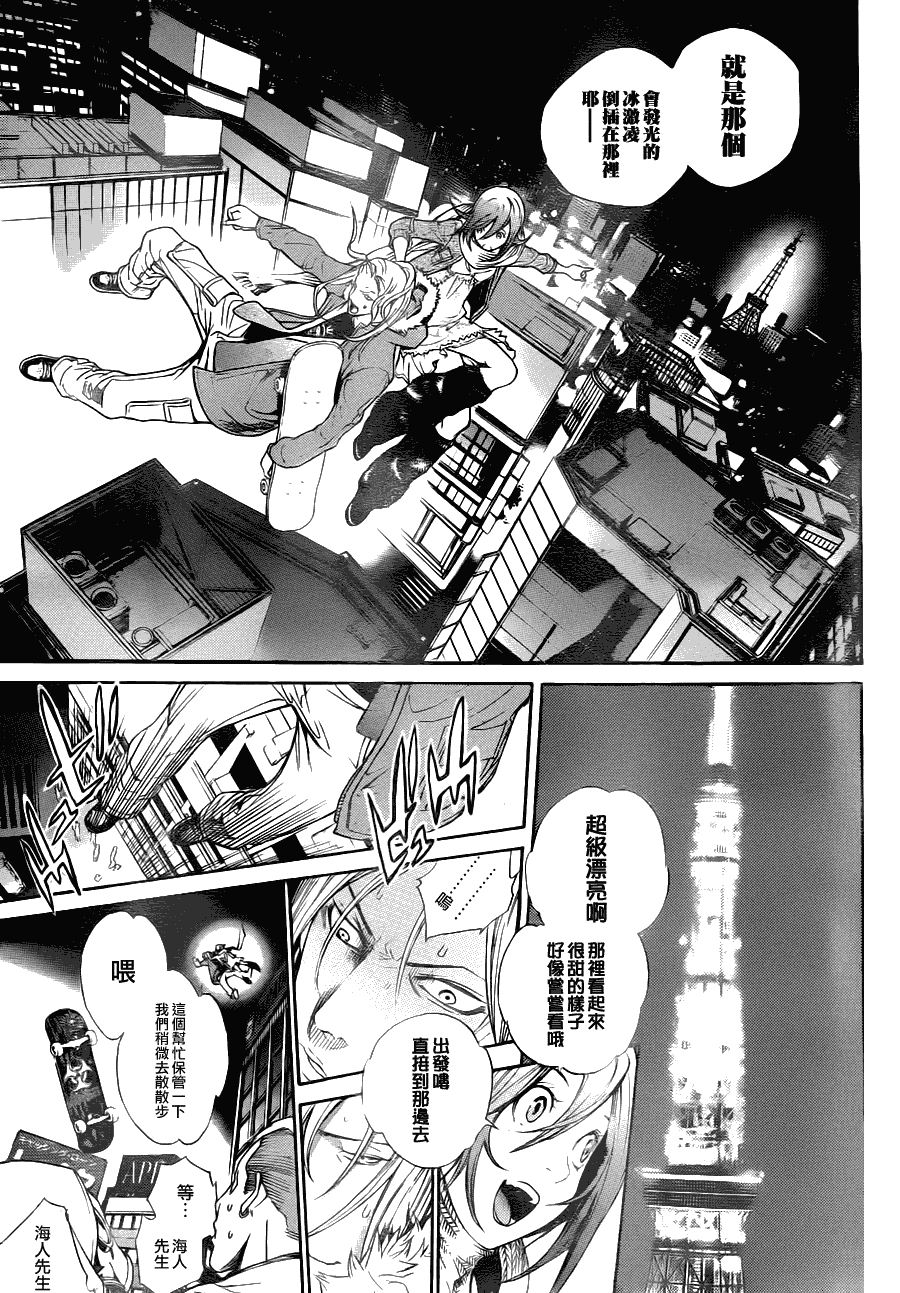 就是那個
會發光的
冰激凌
倒插在那裡
耶——
超級漂亮啊
那裡看起來
很甜的樣子
好像嘗嘗看哦
出發嘍
直接到那邊去
喂
這個幫忙保管一下
我們稍微去散散步
等…
海人
先生
海人先生
API